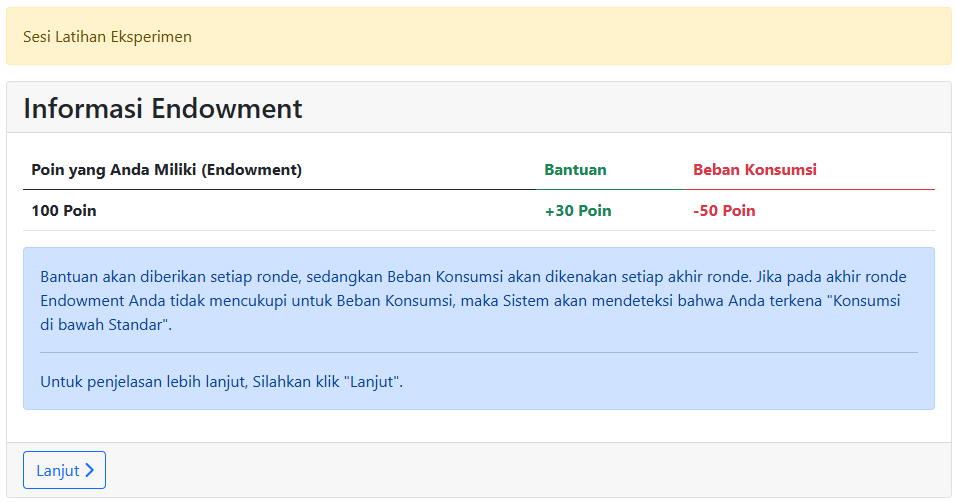 Sesi Latihan Eksperimen
Informasi Endowment
Poin yang Anda Miliki (Endowment) Bantuan Beban Konsumsi
100 Poin +30 Poin -50 Poin
Bantuan akan diberikan setiap ronde, sedangkan Beban Konsumsi akan dikenakan setiap akhir ronde. Jika pada akhir ronde
Endowment Anda tidak mencukupi untuk Beban Konsumsi, maka Sistem akan mendeteksi bahwa Anda terkena "Konsumsi
di bawah Standar".
Untuk penjelasan lebih lanjut, Silahkan klik "Lanjut".
Lanjut